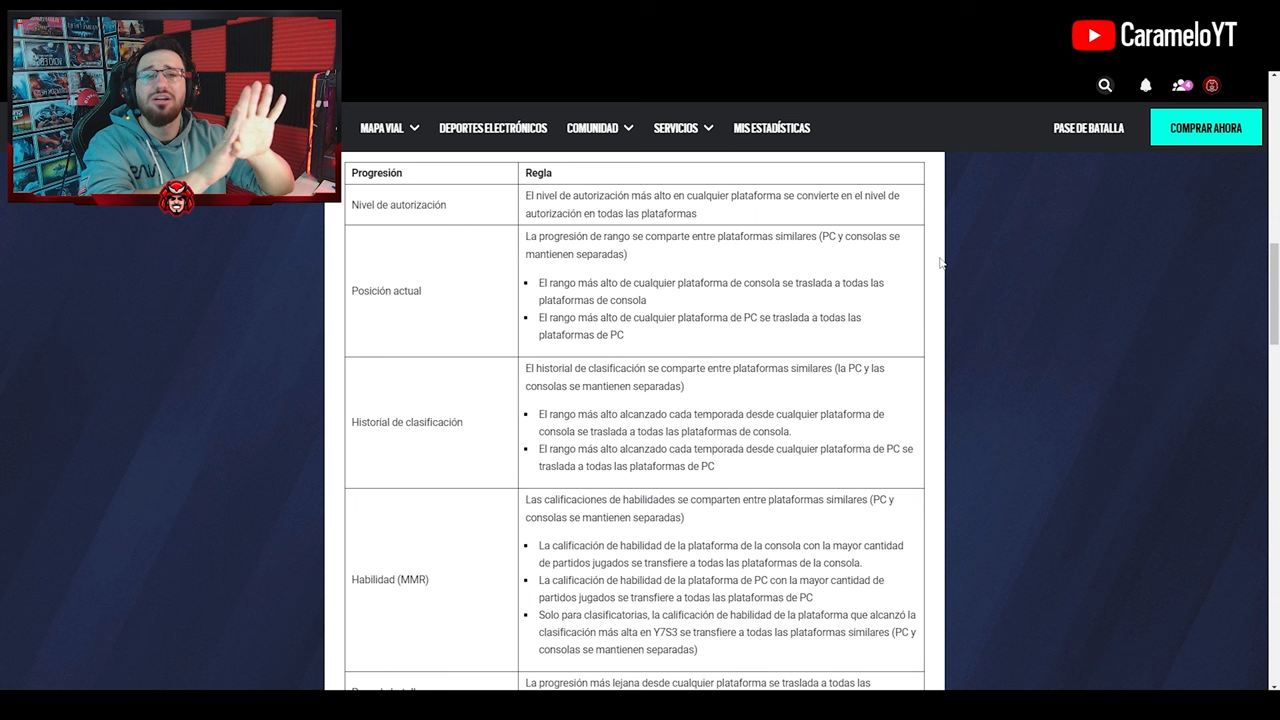 CarameloYT
4
MAPA VIAL
DEPORTES ELECTRÓNICOS
COMUNIDAD
SERVICIOS
MIS ESTADÍSTICAS
PASE DE BATALLA
COMPRAR AHORA
Progresión
Regla
Nivel de autorización
El nivel de autorización más alto en cualquier plataforma se convierte en el nivel de
autorización en todas las plataformas
Posición actual
La progresión de rango se comparte entre plataformas similares (PC y consolas se
mantienen separadas)
El rango más alto de cualquier plataforma de consola se traslada a todas las
plataformas de consola
El rango más alto de cualquier plataforma de PC se traslada a todas las
plataformas de PC
Historial de clasificación
El historial de clasificación se comparte entre plataformas similares (la PC y las
consolas se mantienen separadas)
El rango más alto alcanzado cada temporada desde cualquier plataforma de
consola se traslada a todas las plataformas de consola.
El rango más alto alcanzado cada temporada desde cualquier plataforma de PC se
traslada a todas las plataformas de PC
Habilidad (MMR)
Las calificaciones de habilidades se comparten entre plataformas similares (PC y
consolas se mantienen separadas)
La calificación de habilidad de la plataforma de la consola con la mayor cantidad
de partidos jugados se transfiere a todas las plataformas de la consola.
La calificación de habilidad de la plataforma de PC con la mayor cantidad de
partidos jugados se transfiere a todas las plataformas de PC
Solo para clasificatorias, la calificación de habilidad de la plataforma que alcanzó la
clasificación más alta en Y7S3 se transfiere a todas las plataformas similares (PC y
consolas se mantienen separadas)
La progresión más lejana desde cualquier plataforma se traslada a todas las